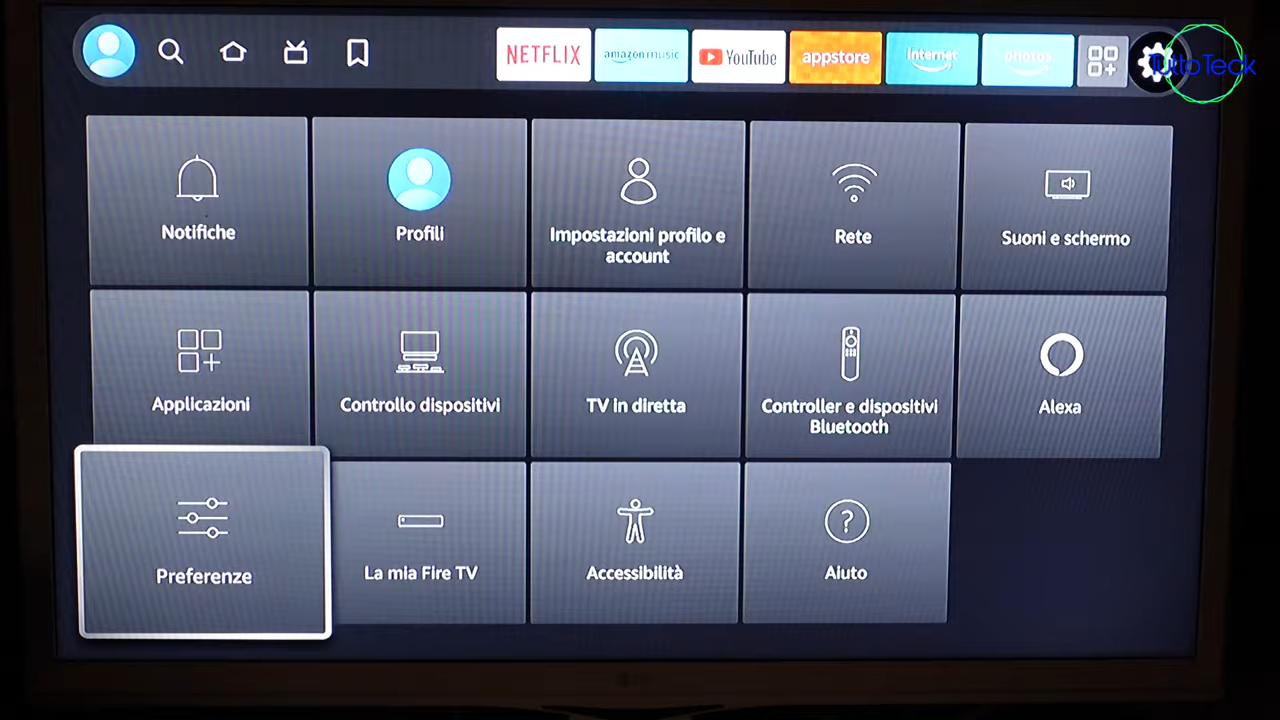 NETFLIX
amazon music
YouTube
appstore
internet
photos
TuttoTeck
Notifiche
Profili
Impostazioni profilo e
account
Rete
Suoni e schermo
Applicazioni
Controllo dispositivi
TV in diretta
Controller e dispositivi
Bluetooth
Alexa
Preferenze
La mia Fire TV
Accessibilità
?
Aiuto